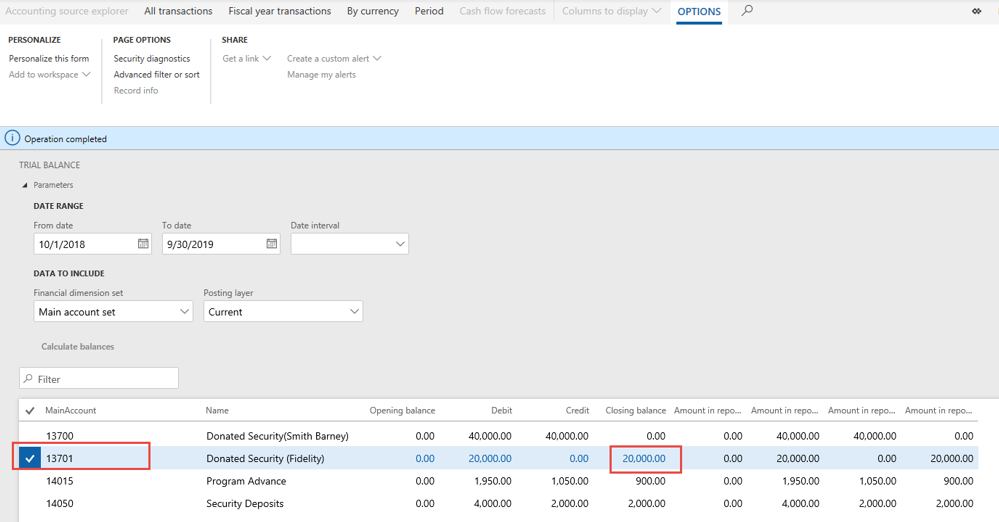 Accounting source explorer All transactions Fiscal year transactions By currency Period Cash flow forecasts Columns to display OPTIONS
PERSONALIZE PAGE OPTIONS SHARE
Personalize this form Security diagnostics Get a link Create a custom alert
Add to workspace Advanced filter or sort Manage my alerts
Record info
Operation completed
TRIAL BALANCE
Parameters
DATE RANGE
From date To date Date interval
10/1/2018 9/30/2019
DATA TO INCLUDE
Financial dimension set Posting layer
Main account set Current
Calculate balances
Filter
MainAccount Name Opening balance Debit Credit Closing balance Amount in repo... Amount in repo... Amount in repo... Amount in repo...
13700 Donated Security(Smith Barney) 0.00 40,000.00 40,000.00 0.00 0.00 40,000.00 40,000.00 0.00
13701 Donated Security (Fidelity) 0.00 20,000.00 0.00 20,000.00 0.00 20,000.00 0.00 20,000.00
14015 Program Advance 0.00 1,950.00 1,050.00 900.00 0.00 1,950.00 1,050.00 900.00
14050 Security Deposits 0.00 4,000.00 2,000.00 2,000.00 0.00 4,000.00 2,000.00 2,000.00